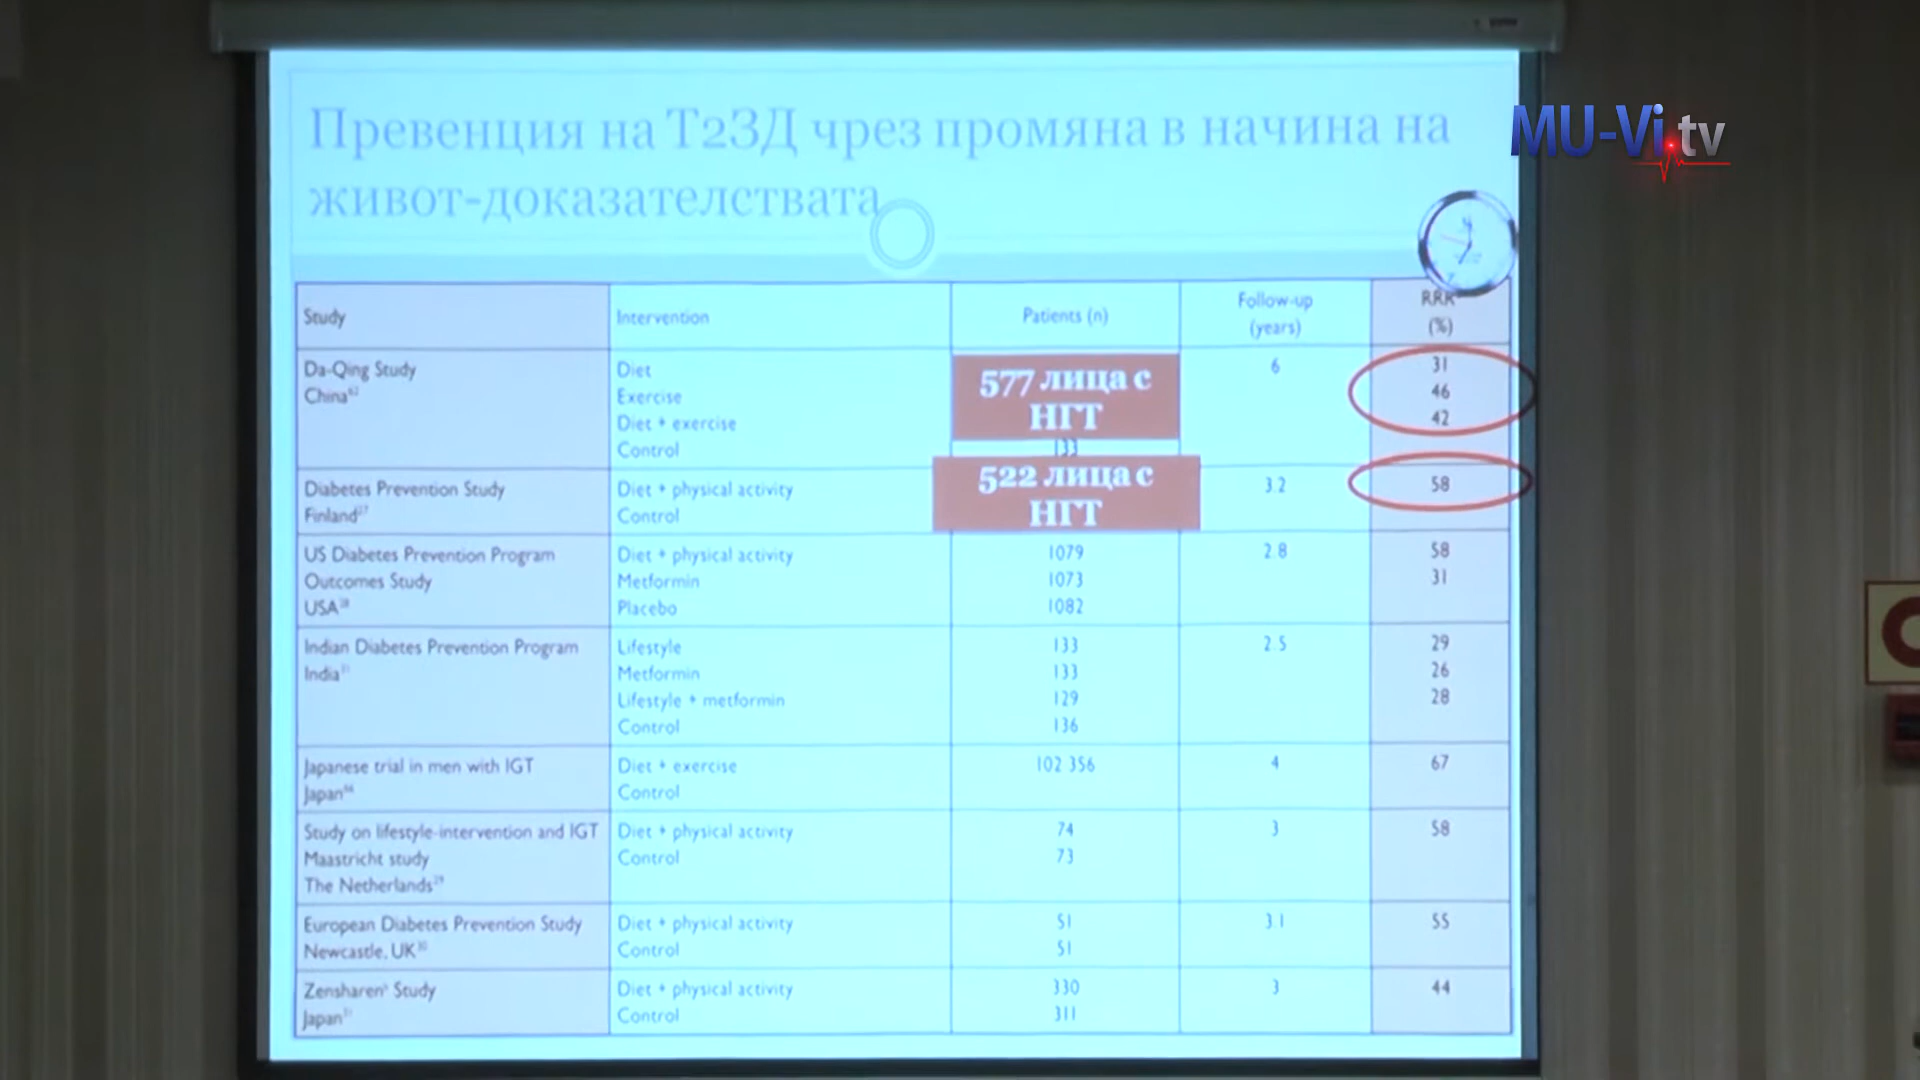 Превенция на Т2ЗД чрез промяна в начина на
живот-доказателствата
MU-Vi.tv
Study
Intervention
Patients (n)
Follow-up
(years)
RRR
(%)
Da-Qing Study
China62
Diet
Exercise
Diet + exercise
Control
577 лица с
НГТ
133
6
31
46
42
Diabetes Prevention Study
Finland27
Diet + physical activity
Control
522 лица с
НГТ
3.2
58
US Diabetes Prevention Program
Outcomes Study
USA28
Diet + physical activity
Metformin
Placebo
1079
1073
1082
2.8
58
31
Indian Diabetes Prevention Program
India31
Lifestyle
Metformin
Lifestyle + metformin
Control
133
133
129
136
2.5
29
26
28
Japanese trial in men with IGT
Japan
Diet + exercise
Control
102 356
4
67
Study on lifestyle-intervention and IGT
Maastricht study
The Netherlands29
Diet + physical activity
Control
74
73
3
58
European Diabetes Prevention Study
Newcastle, UK30
Diet + physical activity
Control
51
51
3.1
55
Zensharen Study
Japan
Diet + physical activity
Control
330
311
3
44